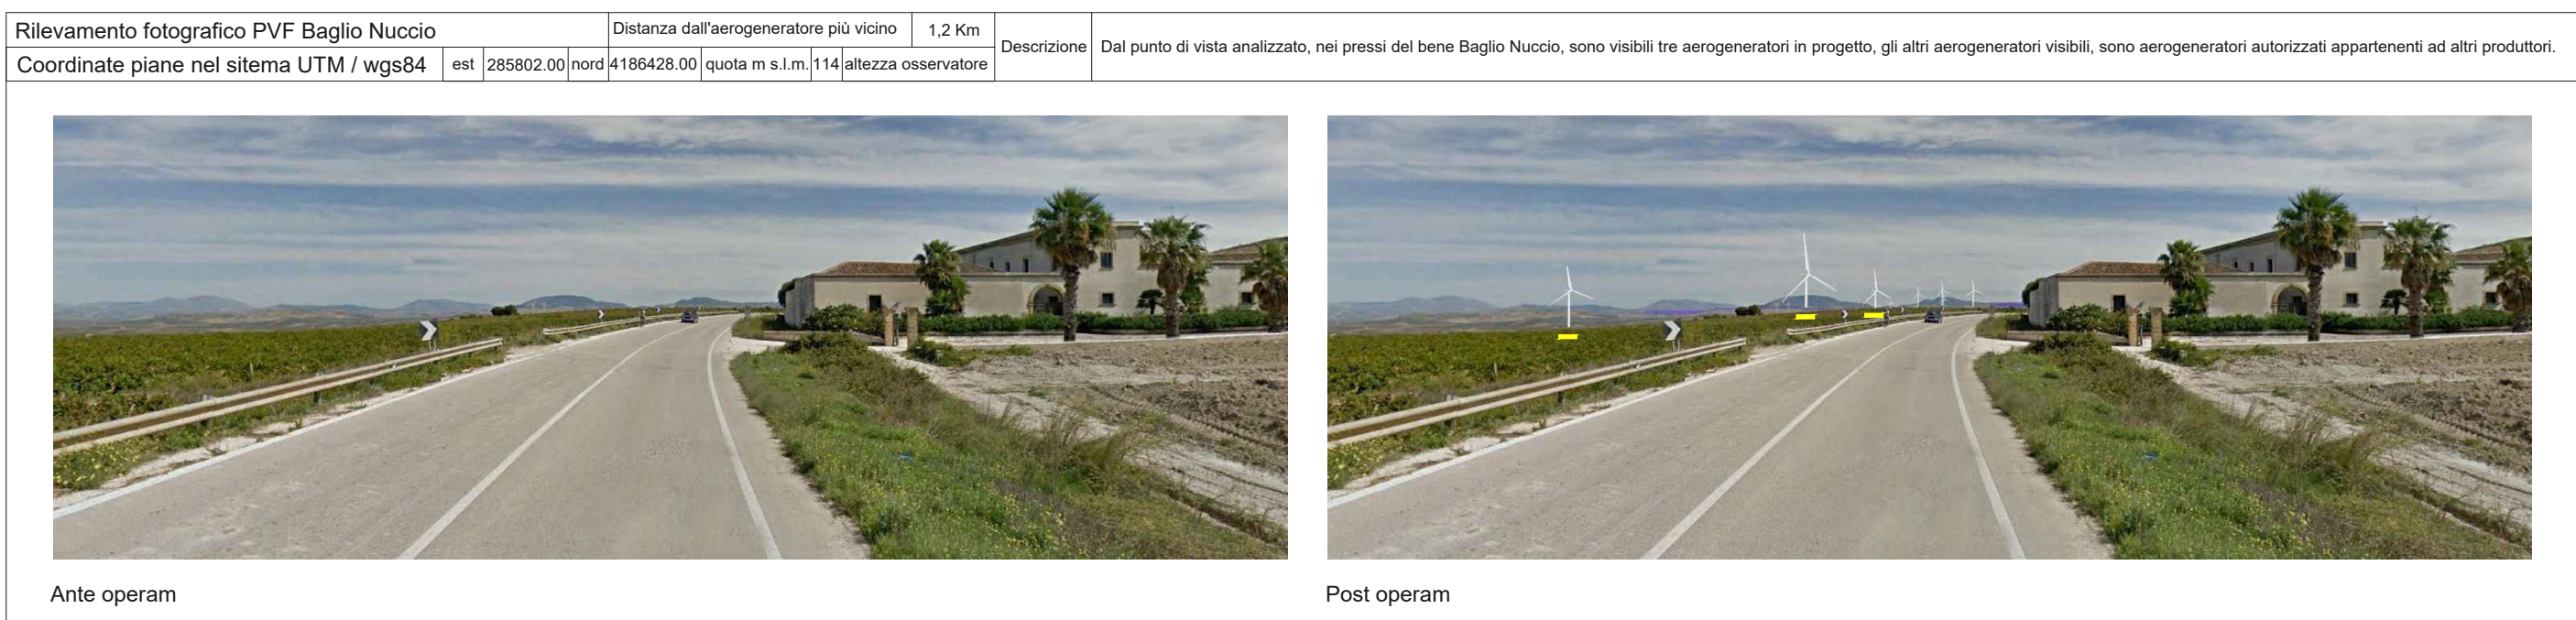 Rilevamento fotografico PVF Baglio Nuccio
Distanza dall'aerogeneratore più vicino
1,2 Km
Coordinate piane nel sitema UTM / wgs84
est
285802.00
nord
4186428.00
quota m s.l.m.
114
altezza osservatore
Descrizione
Dal punto di vista analizzato, nei pressi del bene Baglio Nuccio, sono visibili tre aerogeneratori in progetto, gli altri aerogeneratori visibili, sono aerogeneratori autorizzati appartenenti ad altri produttori.
Ante operam
Post operam